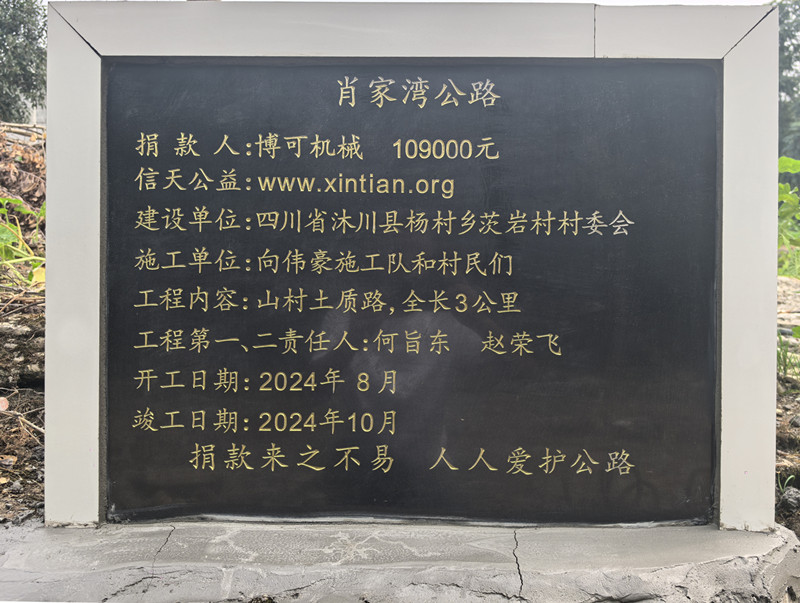 肖家湾公路
捐 款 人:博可机械 109000元
信天公益:www.xintian.org
建设单位:四川省沐川县杨村乡茨岩村村委会
施工单位:向伟豪施工队和村民们
工程内容:山村土质路,全长3公里
工程第一、二责任人:何旨东 赵荣飞
开工日期:2024年 8月
竣工日期:2024年10月
捐款来之不易 人人爱护公路